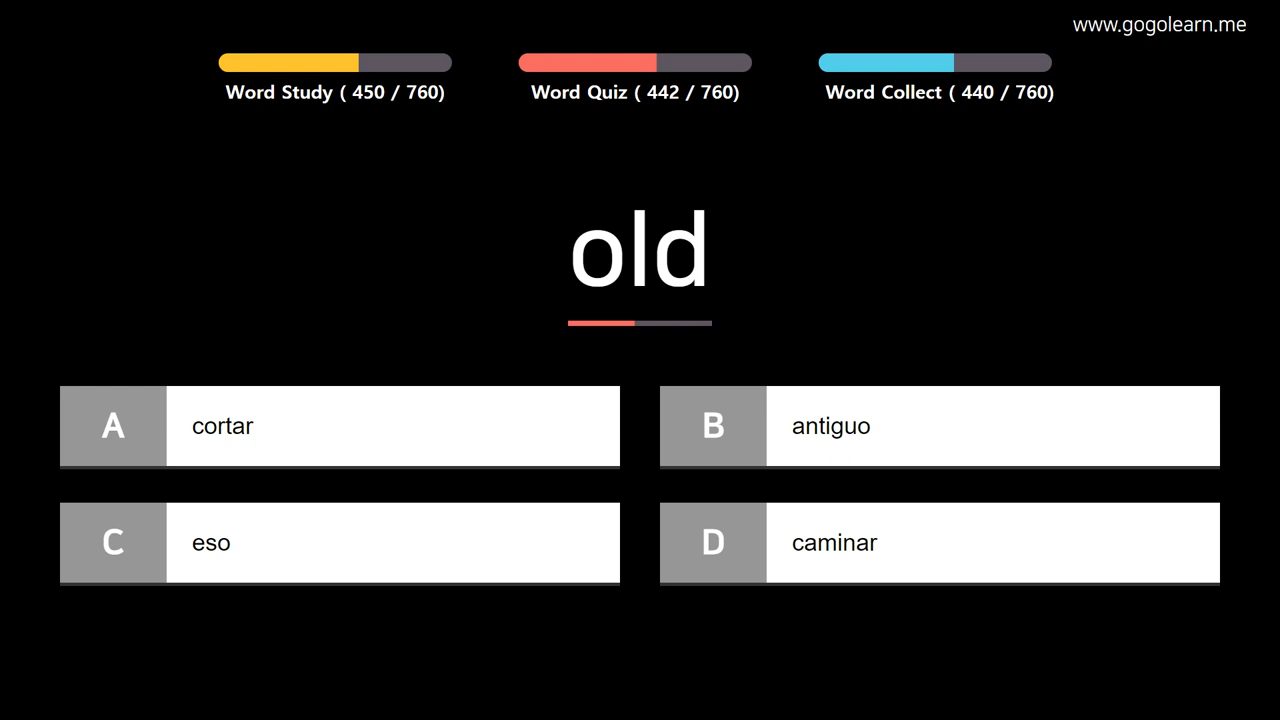 www.gogolearn.me
Word Study ( 450 / 760)
Word Quiz ( 442 / 760)
Word Collect ( 440 / 760)
old
A cortar
B antiguo
C eso
D caminar